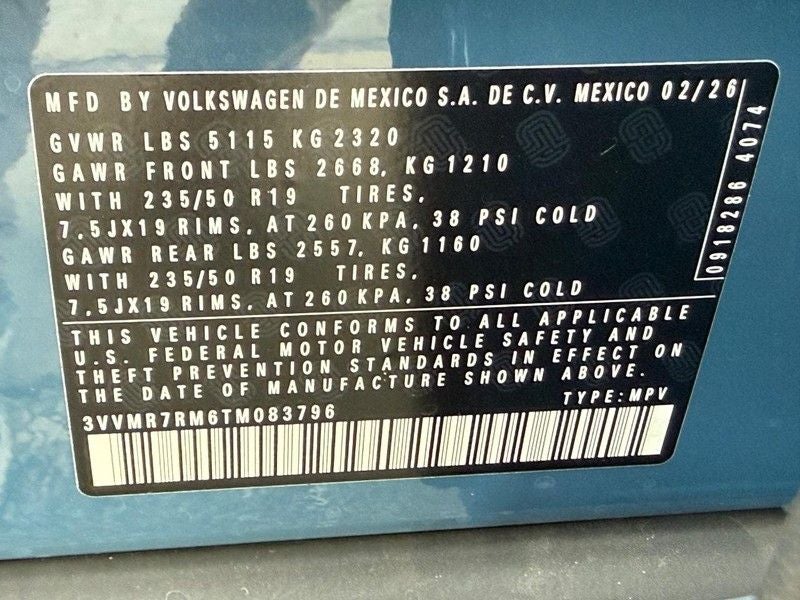 MFD BY VOLKSWAGEN DE MEXICO S.A. DE C.V. MEXICO 02/26
GVWR LBS 5115 KG 2320
GAWR FRONT LBS 2668, KG 1210
WITH 235/50 R19 TIRES,
7,5JX19 RIMS, AT 260 KPA, 38 PSI COLD
GAWR REAR LBS 2557, KG 1160
WITH 235/50 R19 TIRES,
7,5JX19 RIMS, AT 260 KPA, 38 PSI COLD
0918286 4074
THIS VEHICLE CONFORMS TO ALL APPLICABLE
U.S. FEDERAL MOTOR VEHICLE SAFETY AND
THEFT PREVENTION STANDARDS IN EFFECT ON
THE DATE OF MANUFACTURE SHOWN ABOVE.
3VVMR7RM6TM083796 TYPE: MPV